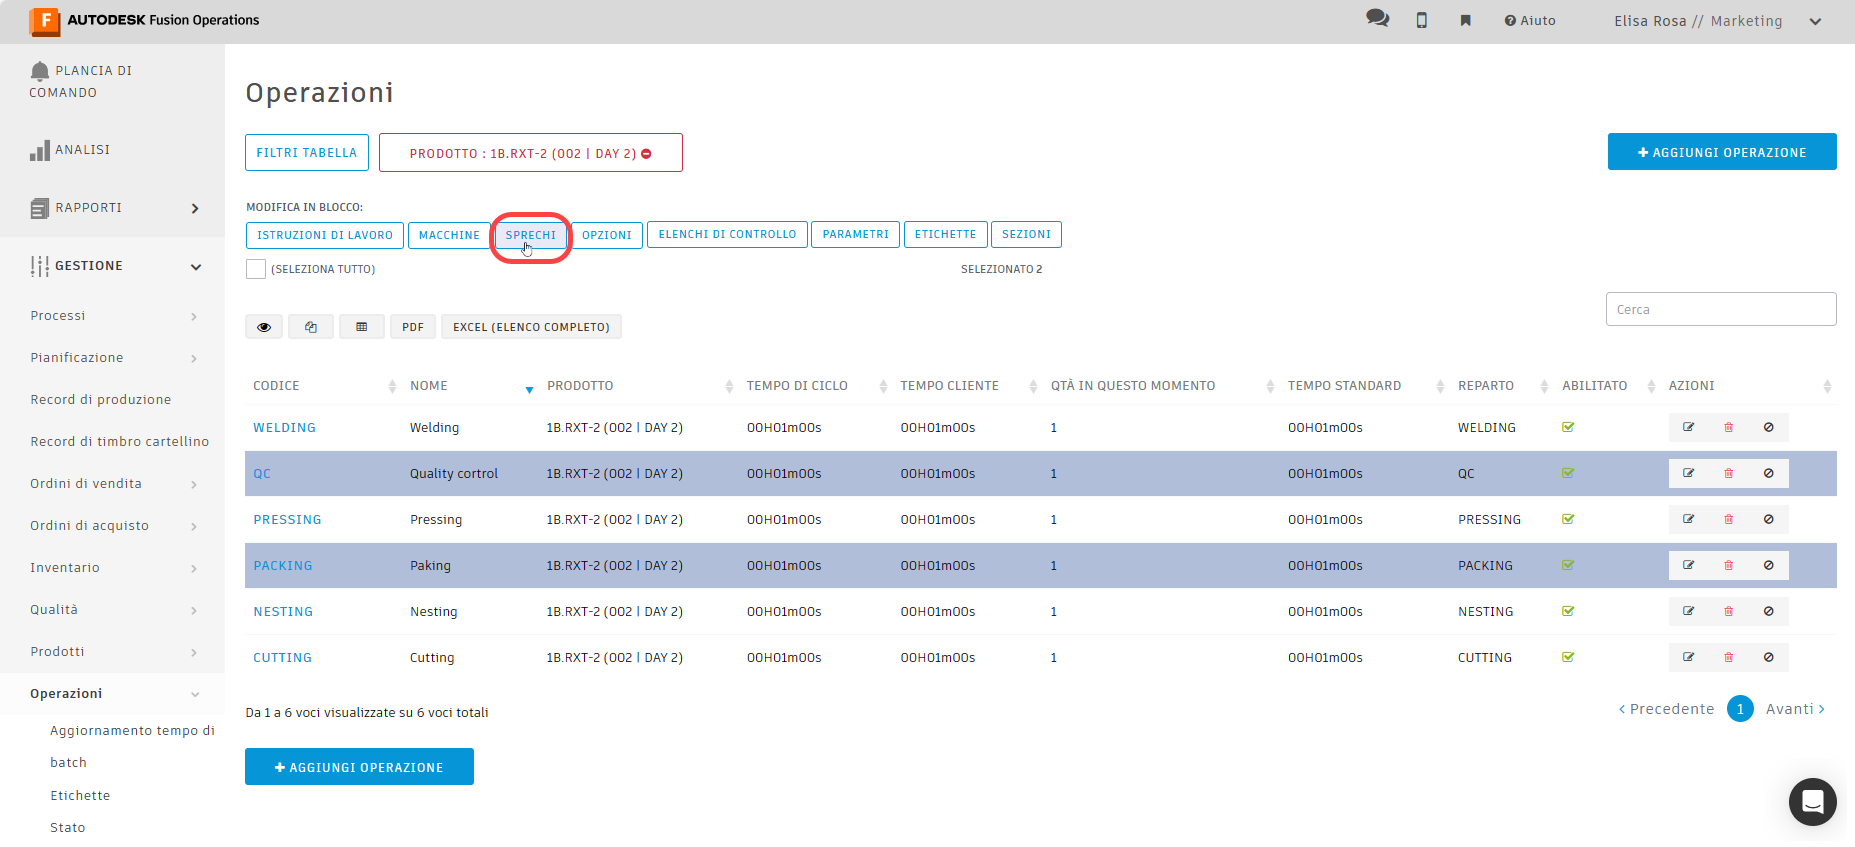 AUTODESK Fusion Operations
Aiuto
Elisa Rosa // Marketing
PLANCIA DI
COMANDO
ANALISI
RAPPORTI
GESTIONE
Processi
Pianificazione
Record di produzione
Record di timbro cartellino
Ordini di vendita
Ordini di acquisto
Inventario
Qualità
Prodotti
Operazioni
Aggiornamento tempo di
batch
Etichette
Stato
Operazioni
FILTRI TABELLA
PRODOTTO : 1B.RXT-2 (002 | DAY 2)
+ AGGIUNGI OPERAZIONE
MODIFICA IN BLOCCO:
ISTRUZIONI DI LAVORO MACCHINE SPRECHI OPZIONI ELENCHI DI CONTROLLO PARAMETRI ETICHETTE SEZIONI
(SELEZIONA TUTTO)
SELEZIONATO 2
Cerca
PDF EXCEL (ELENCO COMPLETO)
CODICE NOME PRODOTTO TEMPO DI CICLO TEMPO CLIENTE QTÀ IN QUESTO MOMENTO TEMPO STANDARD REPARTO ABILITATO AZIONI
WELDING Welding 1B.RXT-2 (002 | DAY 2) 00H01m00s 00H01m00s 1 00H01m00s WELDING
QC Quality cortrol 1B.RXT-2 (002 | DAY 2) 00H01m00s 00H01m00s 1 00H01m00s QC
PRESSING Pressing 1B.RXT-2 (002 | DAY 2) 00H01m00s 00H01m00s 1 00H01m00s PRESSING
PACKING Paking 1B.RXT-2 (002 | DAY 2) 00H01m00s 00H01m00s 1 00H01m00s PACKING
NESTING Nesting 1B.RXT-2 (002 | DAY 2) 00H01m00s 00H01m00s 1 00H01m00s NESTING
CUTTING Cutting 1B.RXT-2 (002 | DAY 2) 00H01m00s 00H01m00s 1 00H01m00s CUTTING
Da 1 a 6 voci visualizzate su 6 voci totali
< Precedente 1 Avanti >
+ AGGIUNGI OPERAZIONE